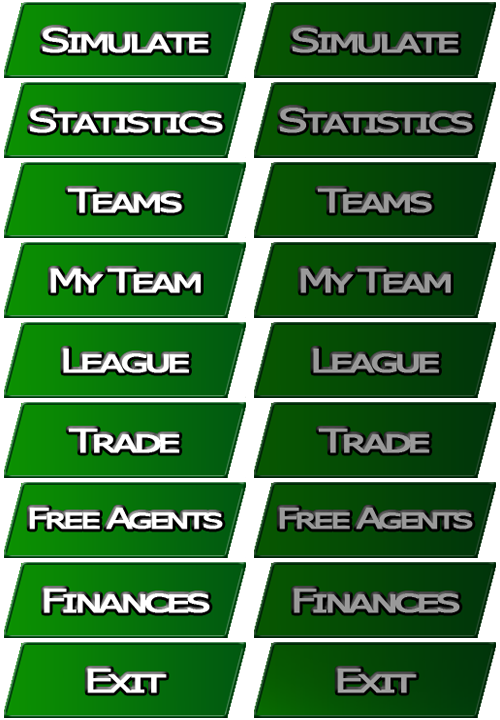 Simulate Simulate
Statistics Statistics
Teams Teams
My Team My Team
League League
Trade Trade
Free Agents Free Agents
Finances Finances
Exit Exit